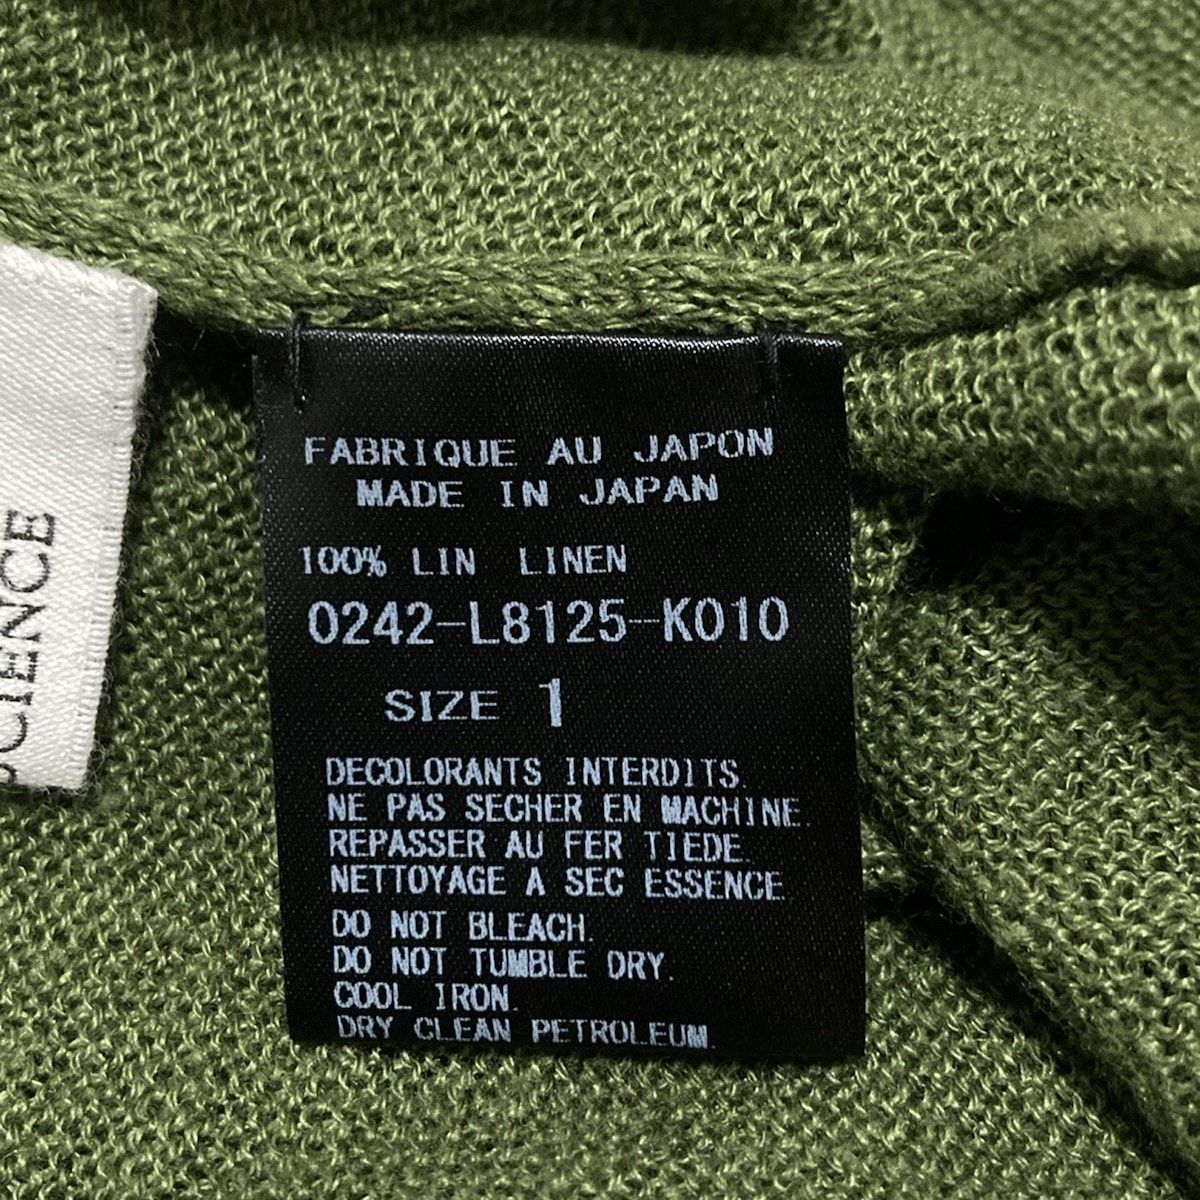 CIENCE
FABRIQUE AU JAPON
MADE IN JAPAN
100% LIN LINEN
0242-L8125-K010
SIZE 1
DECOLORANTS INTERDITS.
NE PAS SECHER EN MACHINE.
REPASSER AU FER TIEDE.
NETTOYAGE A SEC ESSENCE.
DO NOT BLEACH.
DO NOT TUMBLE DRY.
COOL IRON.
DRY CLEAN PETROLEUM.